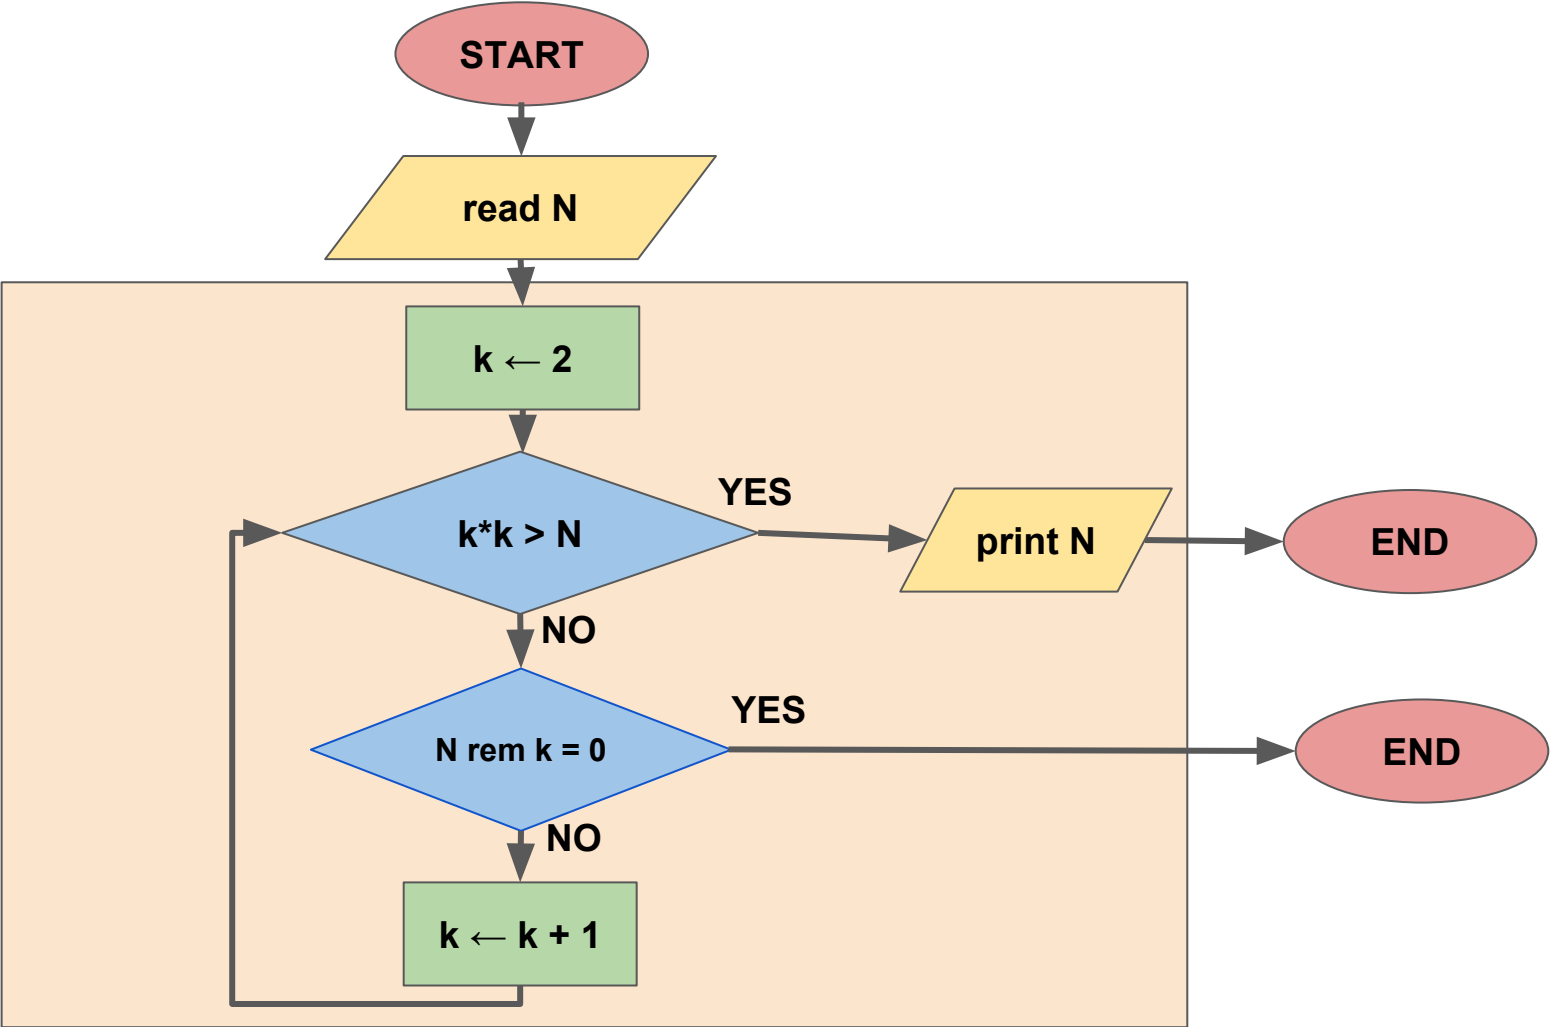 START
read N
k ← 2
k*k > N
YES
print N
END
NO
N rem k = 0
YES
END
NO
k ← k + 1